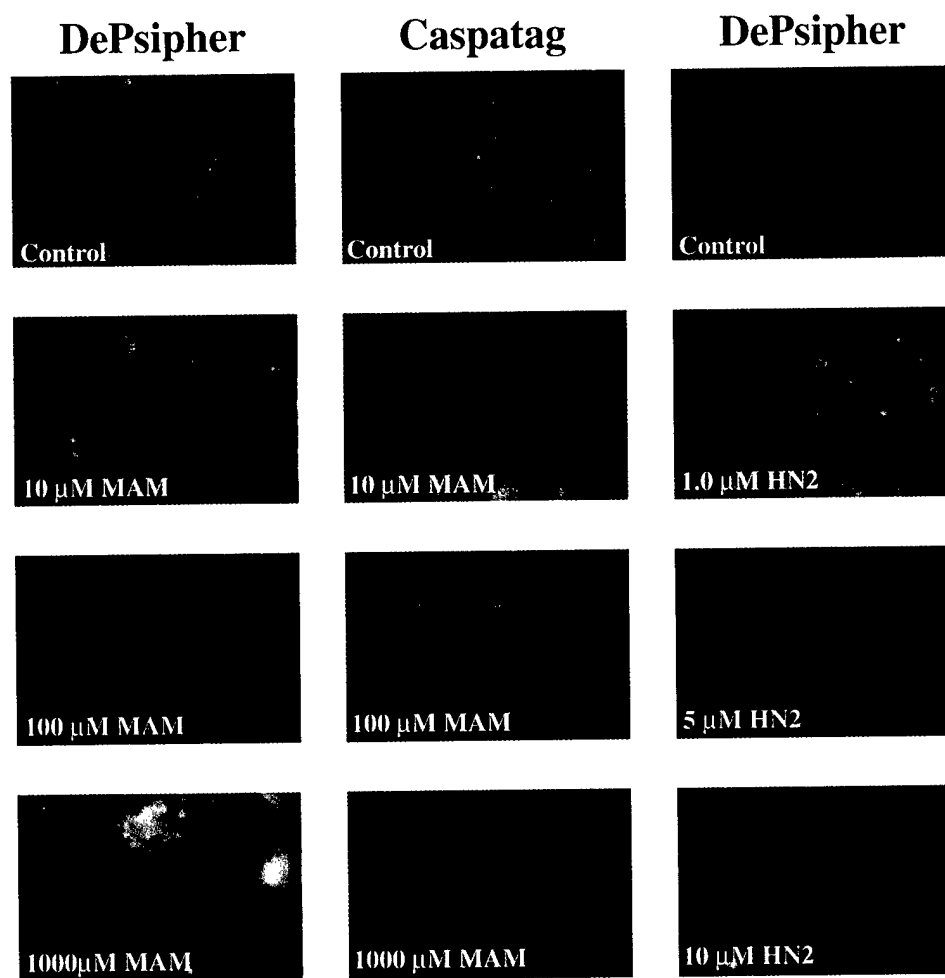 DePsipher Caspatag DePsipher
Control Control Control
10 μM MAM 10 μM MAM 1.0 μM HN2
100 μM MAM 100 μM MAM 5 μM HN2
1000μM MAM 1000 μM MAM 10 μM HN2